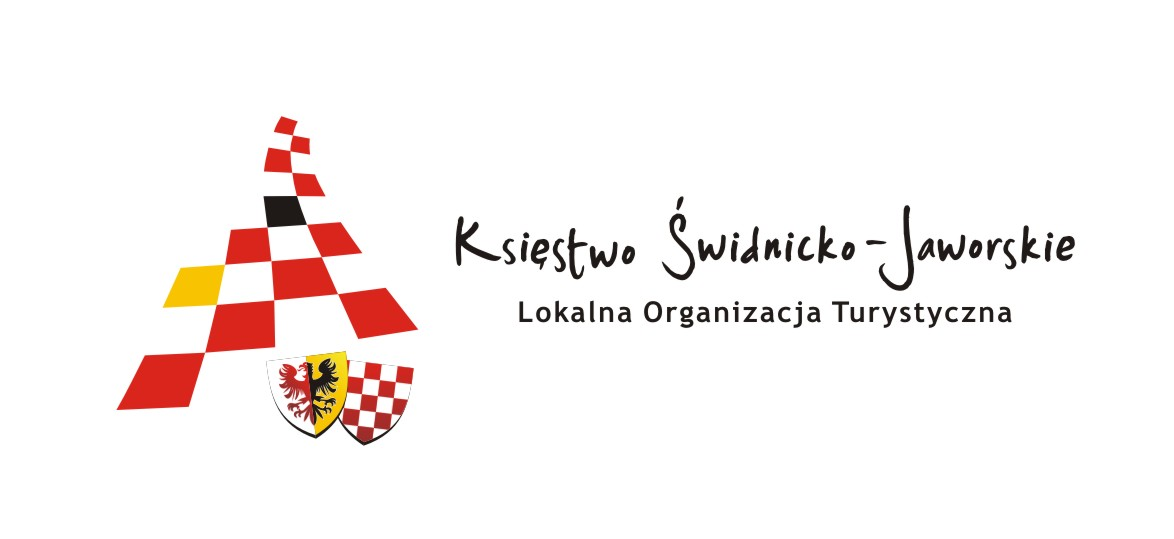 Księstwo Świdnicko-Jaworskie
Lokalna Organizacja Turystyczna